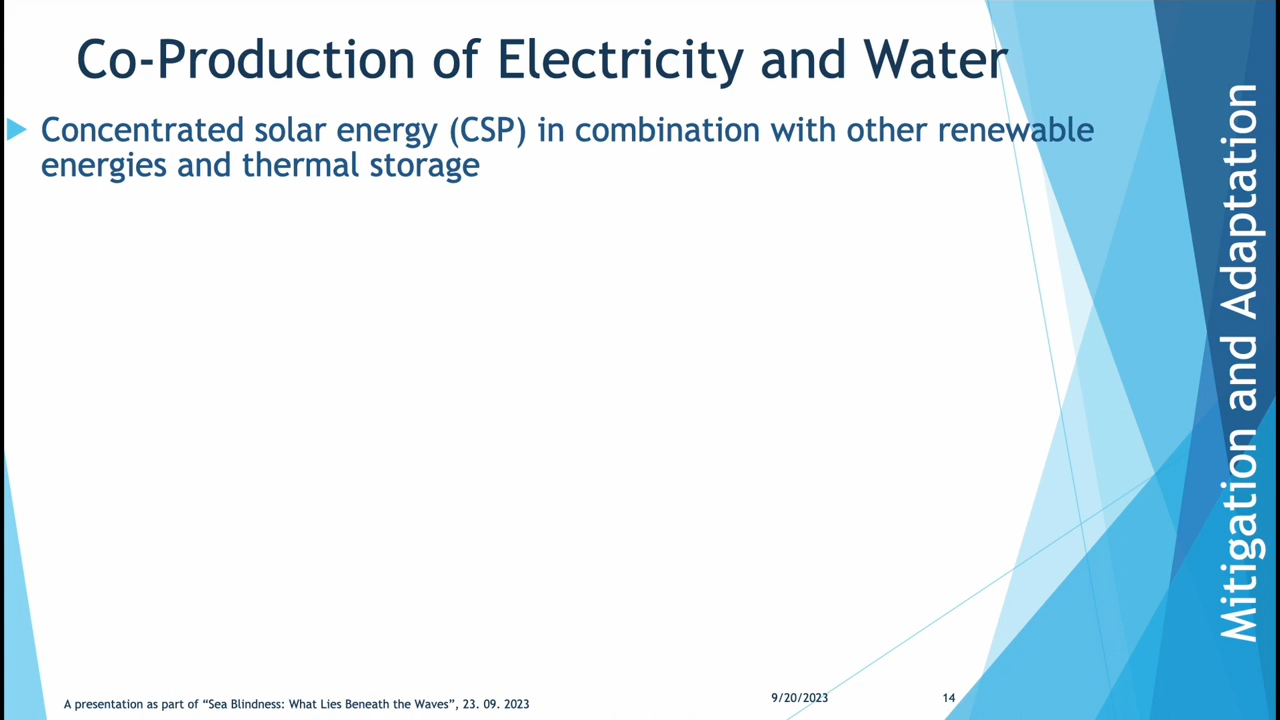 Co-Production of Electricity and Water
Concentrated solar energy (CSP) in combination with other renewable
energies and thermal storage
Mitigation and Adaptation
A presentation as part of “Sea Blindness: What Lies Beneath the Waves”, 23. 09. 2023
9/20/2023
14